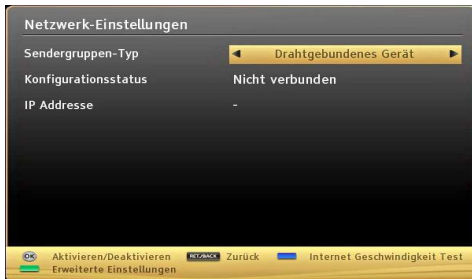 Netzwerk-Einstellungen
Sendergruppen-Typ Drahtgebundenes Gerät
Konfigurationsstatus Nicht verbunden
IP Addresse -
OK Aktivieren/Deaktivieren RET./BACK Zurück Internet Geschwindigkeit Test
Erweiterte Einstellungen